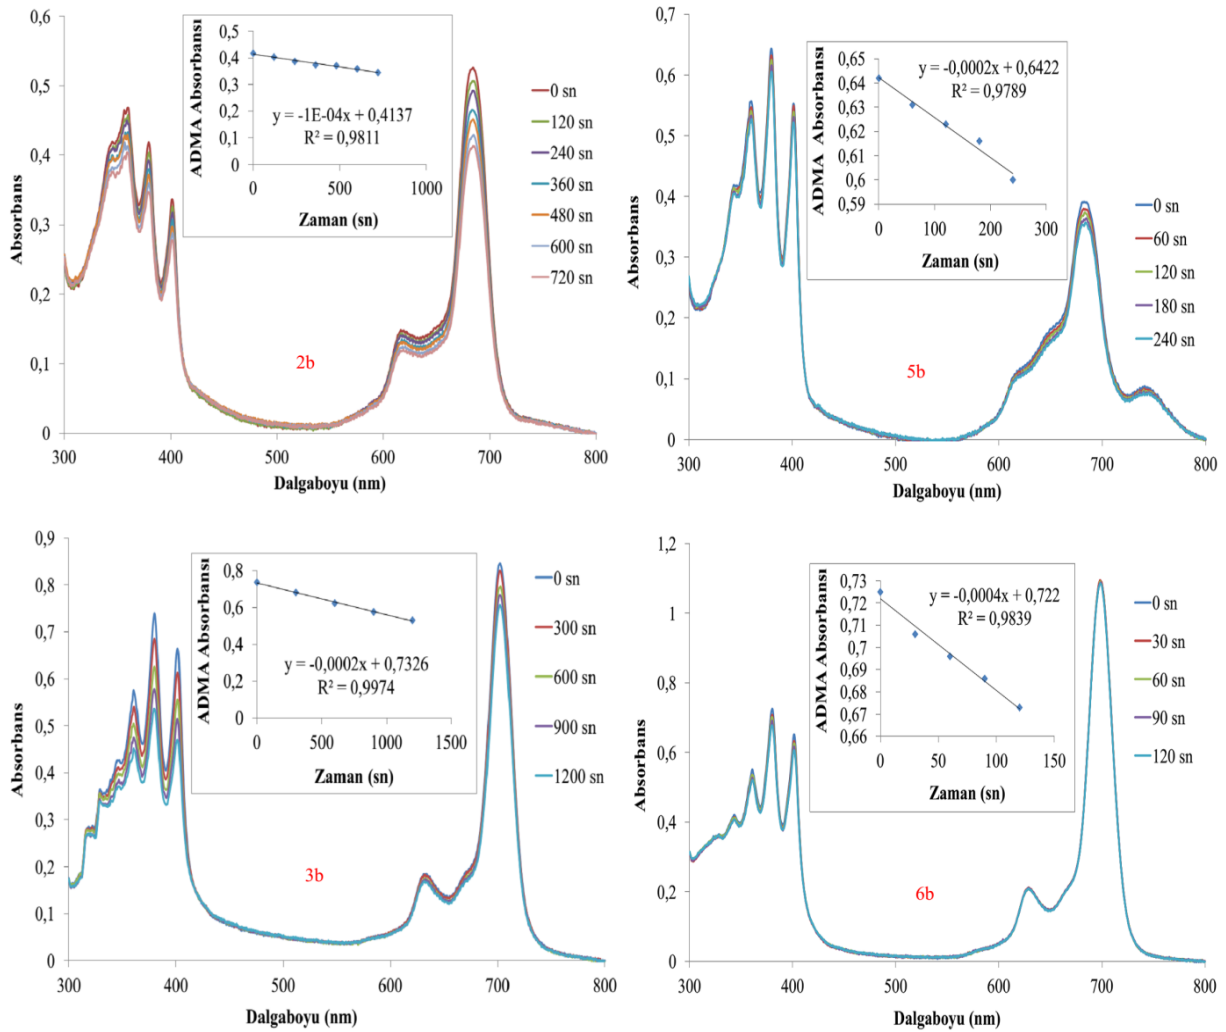 0,6
0,5
0,4
0,3
0,2
0,1
0
Absorbans
300
400
500
600
700
800
Dalgaboyu (nm)
2b
0,5
0,4
0,3
0,2
0,1
0
ADMA Absorbansı
y = -1E-04x + 0,4137
R² = 0,9811
0
500
1000
Zaman (sn)
0 sn
120 sn
240 sn
360 sn
480 sn
600 sn
720 sn
0,7
0,6
0,5
0,4
0,3
0,2
0,1
0
Absorbans
300
400
500
600
700
800
Dalgaboyu (nm)
5b
0,65
0,64
0,63
0,62
0,61
0,6
0,59
ADMA Absorbansı
y = -0,0002x + 0,6422
R² = 0,9789
0
100
200
300
Zaman (sn)
0 sn
60 sn
120 sn
180 sn
240 sn
0,9
0,8
0,7
0,6
0,5
0,4
0,3
0,2
0,1
0
Absorbans
300
400
500
600
700
800
Dalgaboyu (nm)
3b
0,8
0,6
0,4
0,2
0
ADMA Absorbansı
y = -0,0002x + 0,7326
R² = 0,9974
0
500
1000
1500
Zaman (sn)
0 sn
300 sn
600 sn
900 sn
1200 sn
1,2
1
0,8
0,6
0,4
0,2
0
Absorbans
300
400
500
600
700
800
Dalgaboyu (nm)
6b
0,73
0,72
0,71
0,7
0,69
0,68
0,67
0,66
ADMA Absorbansı
y = -0,0004x + 0,722
R² = 0,9839
0
50
100
150
Zaman (sn)
0 sn
30 sn
60 sn
90 sn
120 sn